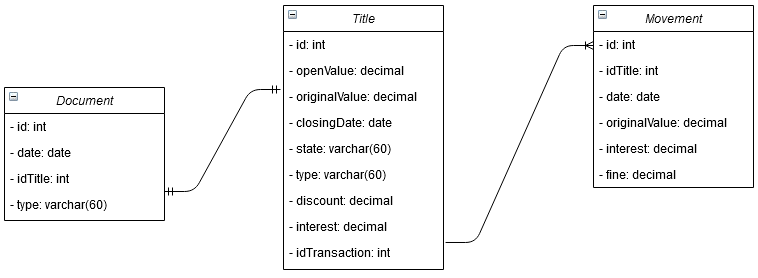 Document
- id: int
- date: date
- idTitle: int
- type: varchar(60)
Title
- id: int
- openValue: decimal
- originalValue: decimal
- closingDate: date
- state: varchar(60)
- type: varchar(60)
- discount: decimal
- interest: decimal
- idTransaction: int
Movement
- id: int
- idTitle: int
- date: date
- originalValue: decimal
- interest: decimal
- fine: decimal